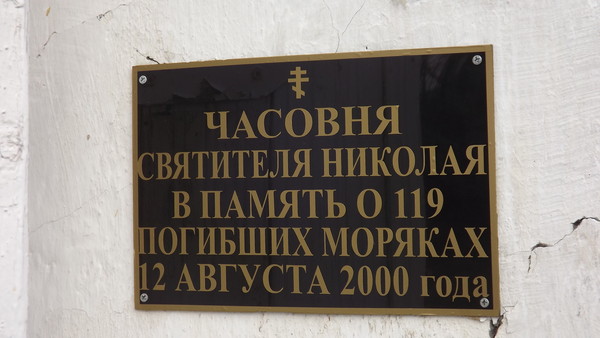 ЧАСОВНЯ
СВЯТИТЕЛЯ НИКОЛАЯ
В ПАМЯТЬ О 119
ПОГИБШИХ МОРЯКАХ
12 АВГУСТА 2000 года